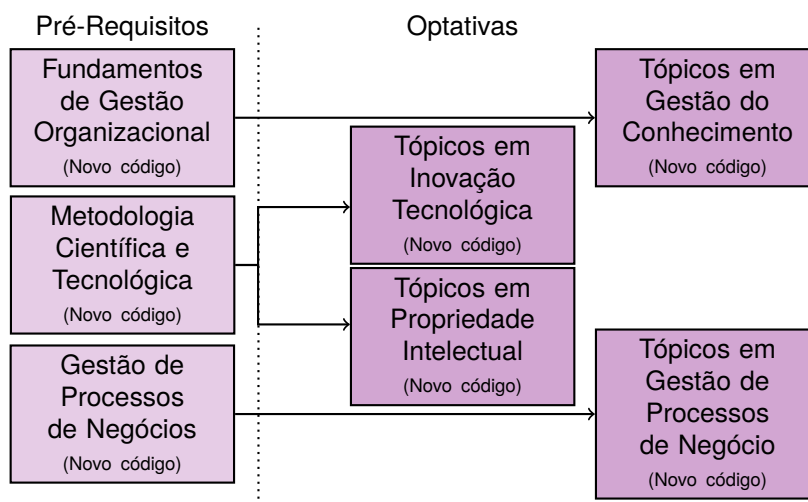 Pré-Requisitos
Optativas
Fundamentos
de Gestão
Organizacional
(Novo código)
Metodologia
Científica e
Tecnológica
(Novo código)
Gestão de
Processos
de Negócios
(Novo código)
Tópicos em
Inovação
Tecnológica
(Novo código)
Tópicos em
Propriedade
Intelectual
(Novo código)
Tópicos em
Gestão do
Conhecimento
(Novo código)
Tópicos em
Gestão de
Processos
de Negócio
(Novo código)